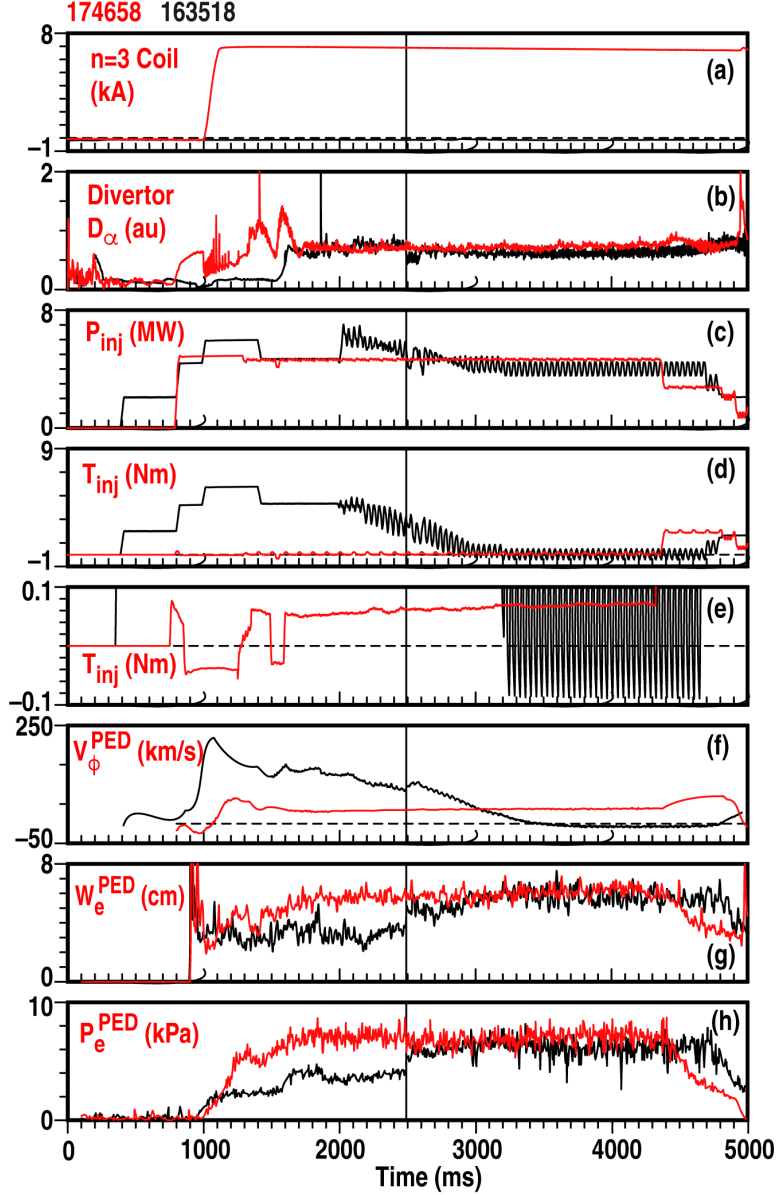 174658 163518
8
n=3 Coil
(kA)
(a)
−1
2
Divertor
Dα (au)
(b)
0
8
Pinj (MW)
(c)
0
9
Tinj (Nm)
(d)
−1
0.1
(e)
Tinj (Nm)
−0.1
250
VϕPED (km/s)
(f)
−50
8
WePED (cm)
(g)
0
10
PePED (kPa)
(h)
0
0 1000 2000 3000 4000 5000
Time (ms)